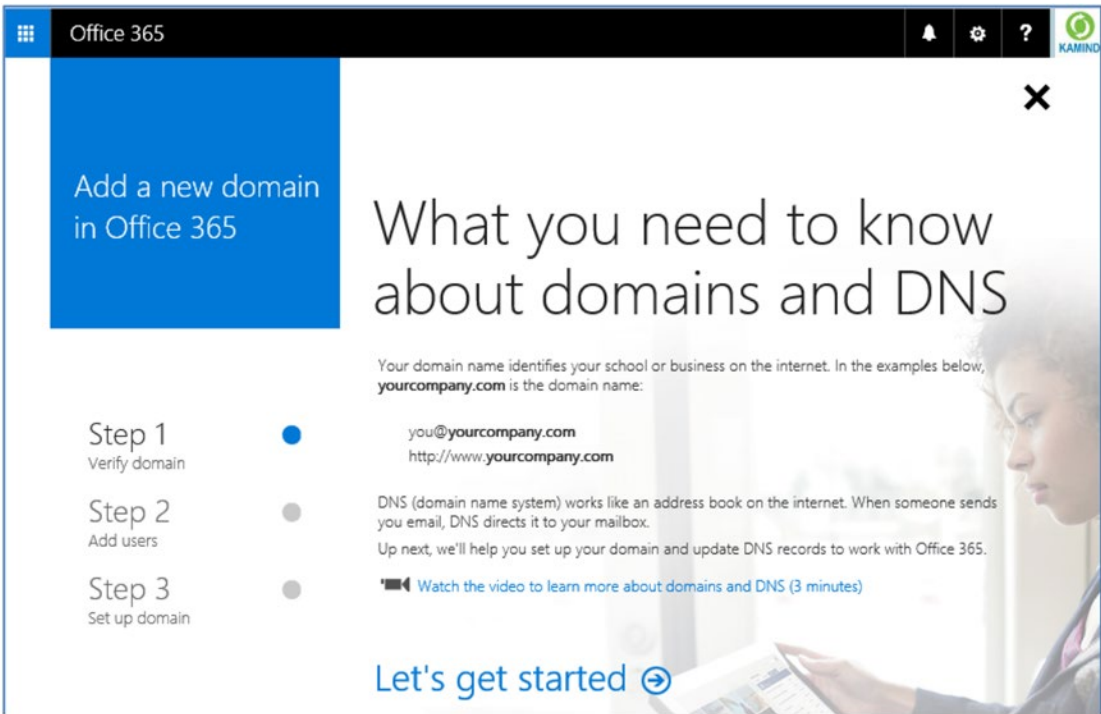 Office 365
?
KAMIND
Add a new domain
in Office 365
What you need to know
about domains and DNS
Your domain name identifies your school or business on the internet. In the examples below,
yourcompany.com is the domain name:
you@yourcompany.com
http://www.yourcompany.com
DNS (domain name system) works like an address book on the internet. When someone sends
you email, DNS directs it to your mailbox.
Up next, we'll help you set up your domain and update DNS records to work with Office 365.
Watch the video to learn more about domains and DNS (3 minutes)
Let's get started
Step 1
Verify domain
Step 2
Add users
Step 3
Set up domain